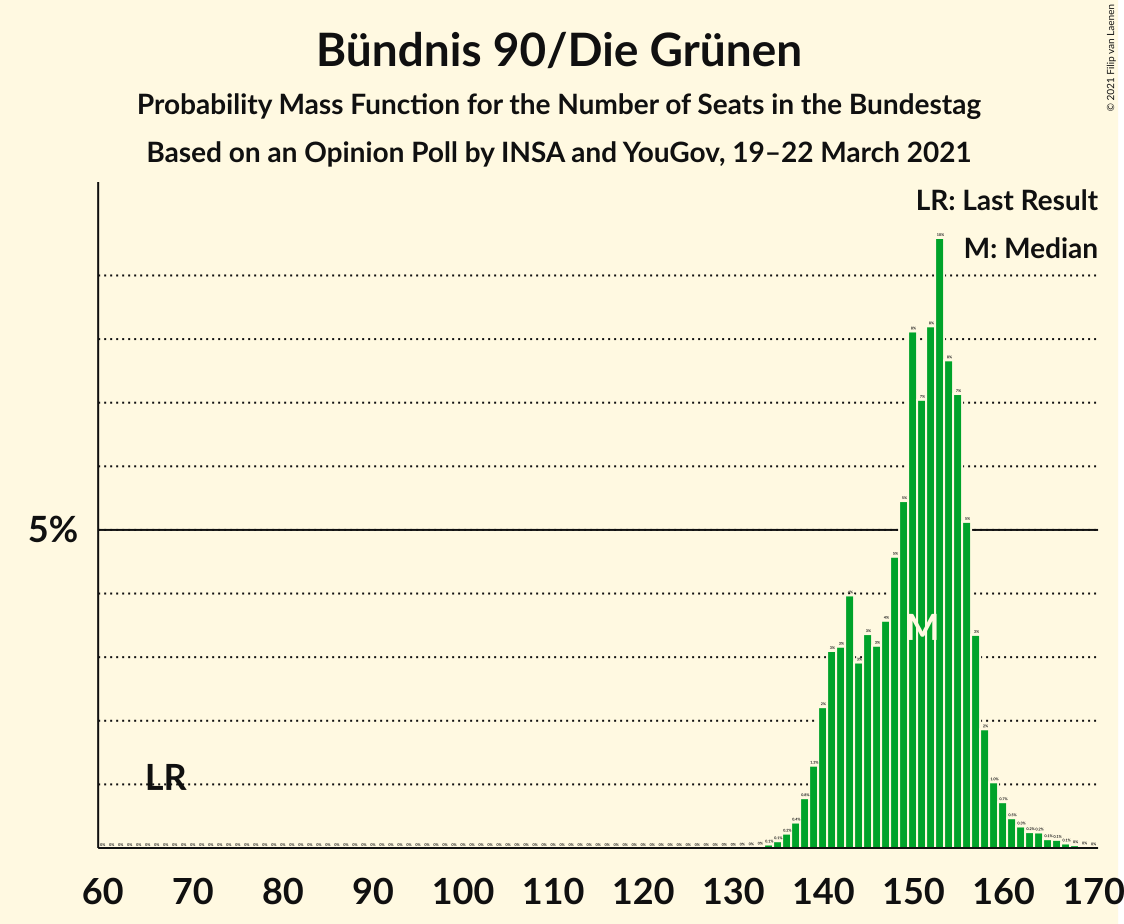 Bündnis 90/Die Grünen
Probability Mass Function for the Number of Seats in the Bundestag
Based on an Opinion Poll by INSA and YouGov, 19–22 March 2021
© 2021 Filip van Laenen
LR: Last Result
M: Median
5%
M
LR
60 70 80 90 100 110 120 130 140 150 160 170